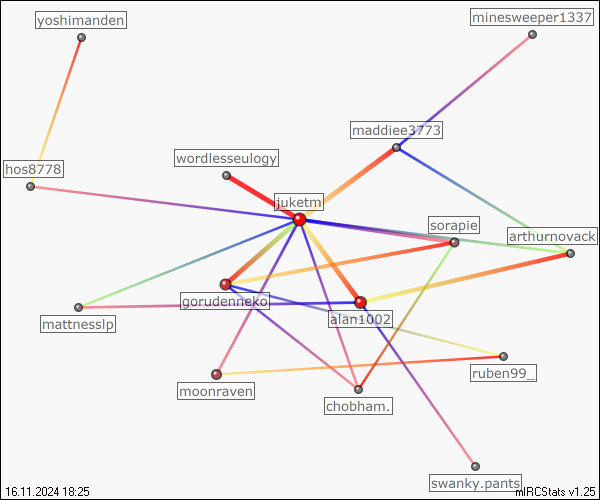 yoshimanden
minesweeper1337
maddiee3773
wordlesseulogy
hos8778
juketm
sorapie
arthurnovack
gorudenneko
alan1002
mattnesslp
ruben99_
moonraven
chobham.
swanky.pants
16.11.2024 18:25
mIRCStats v1.25